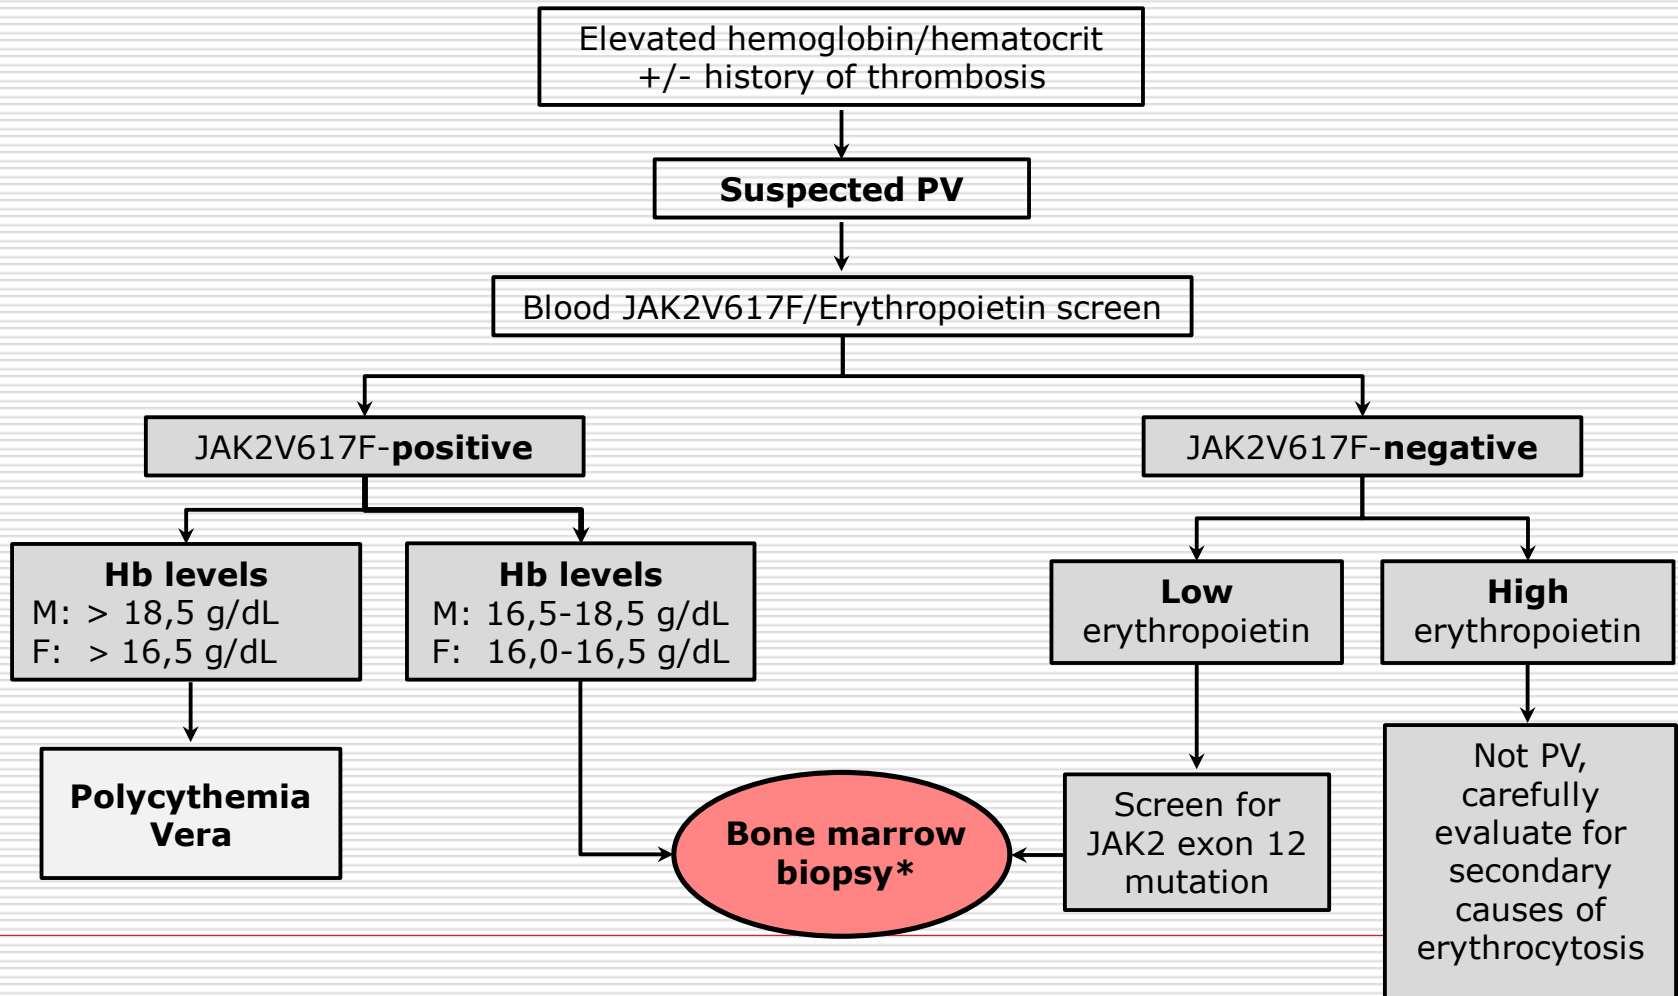 Elevated hemoglobin/hematocrit
+/- history of thrombosis
Suspected PV
Blood JAK2V617F/Erythropoietin screen
JAK2V617F-positive
JAK2V617F-negative
Hb levels
M: > 18,5 g/dL
F: > 16,5 g/dL
Hb levels
M: 16,5-18,5 g/dL
F: 16,0-16,5 g/dL
Low
erythropoietin
High
erythropoietin
Polycythemia
Vera
Bone marrow
biopsy*
Screen for
JAK2 exon 12
mutation
Not PV,
carefully
evaluate for
secondary
causes of
erythrocytosis